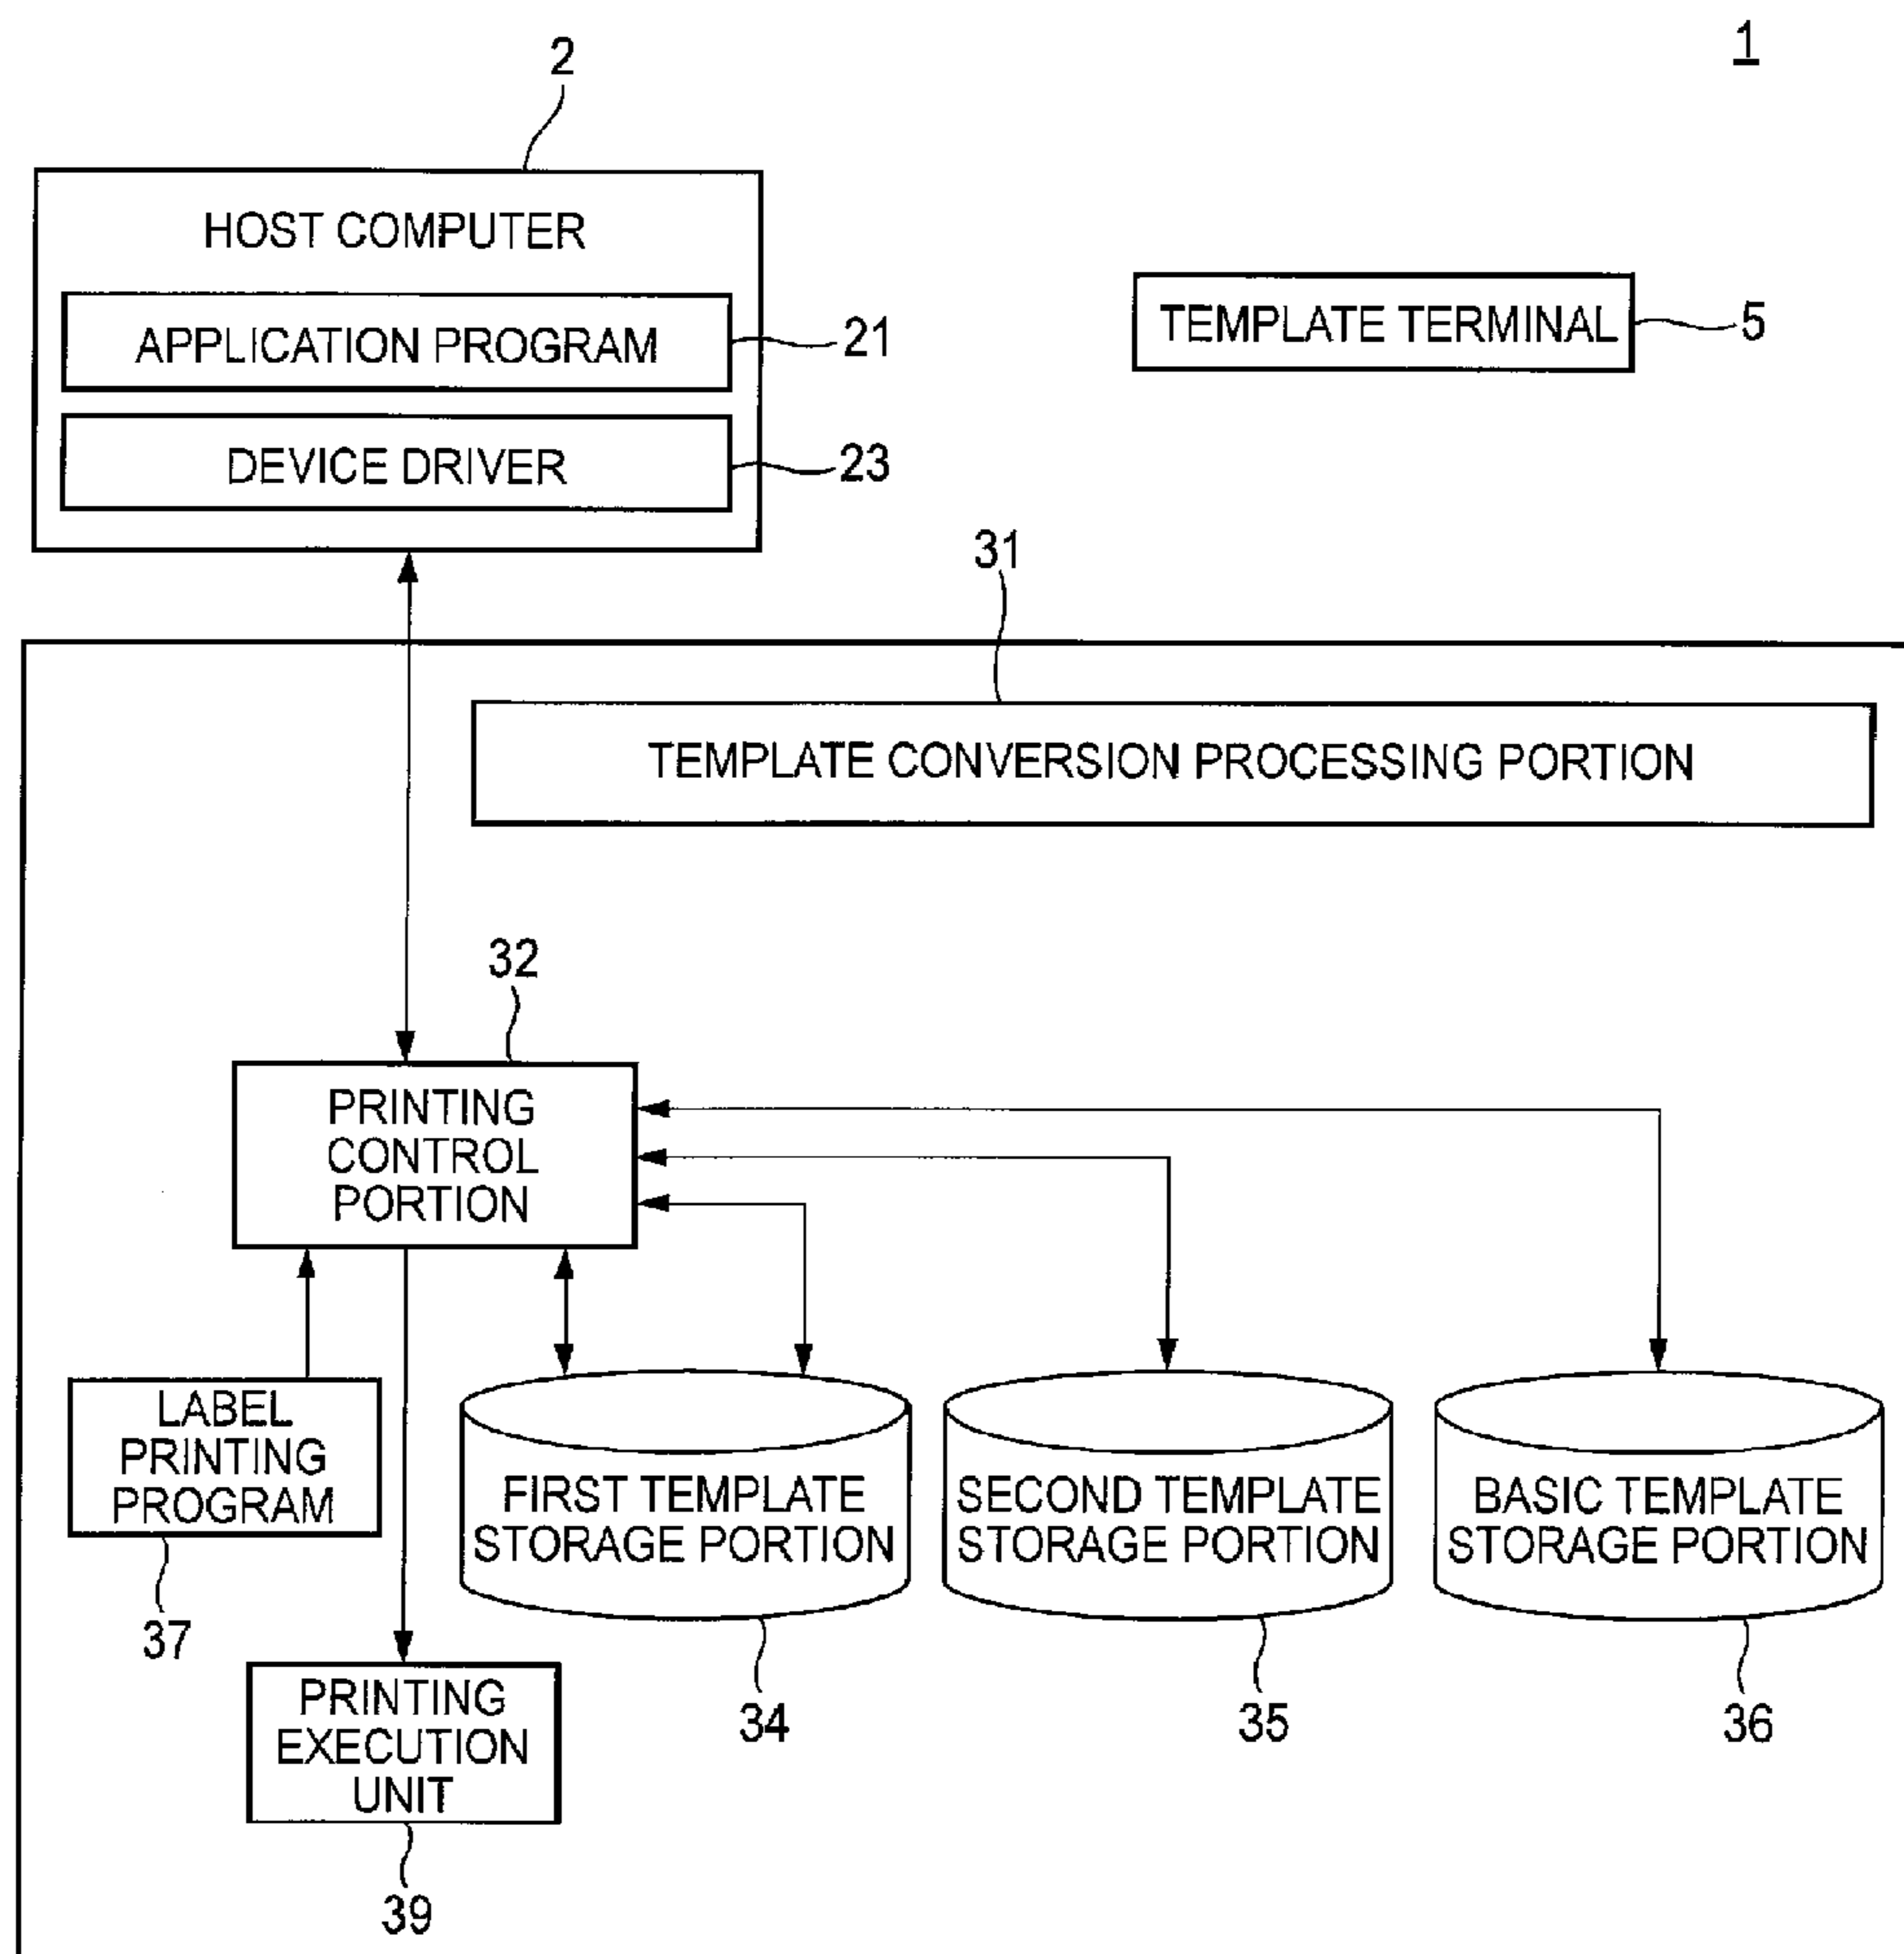 1
2
HOST COMPUTER
APPLICATION PROGRAM
21
DEVICE DRIVER
23
TEMPLATE TERMINAL
5
31
TEMPLATE CONVERSION PROCESSING PORTION
32
PRINTING
CONTROL
PORTION
LABEL
PRINTING
PROGRAM
37
FIRST TEMPLATE
STORAGE PORTION
34
SECOND TEMPLATE
STORAGE PORTION
35
BASIC TEMPLATE
STORAGE PORTION
36
PRINTING
EXECUTION
UNIT
39